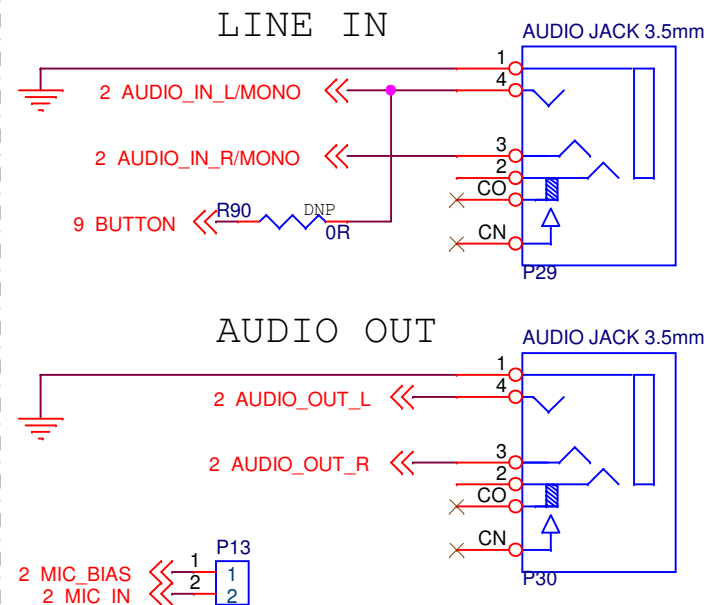 LINE IN
AUDIO JACK 3.5mm
1
4
2 AUDIO_IN_L/MONO
3
2 AUDIO_IN_R/MONO
2
CO
R90 DNP
9 BUTTON
0R
CN
P29
AUDIO OUT
AUDIO JACK 3.5mm
1
4
2 AUDIO_OUT_L
3
2 AUDIO_OUT_R
2
CO
CN
P30
P13
2 MIC_BIAS 1 1
2 MIC IN 2 2